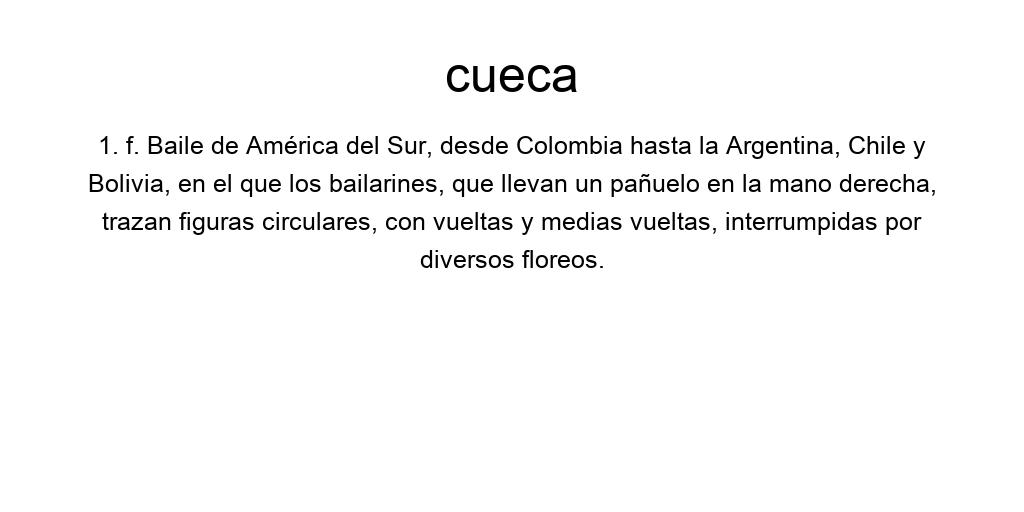 cueca
1. f. Baile de América del Sur, desde Colombia hasta la Argentina, Chile y
Bolivia, en el que los bailarines, que llevan un pañuelo en la mano derecha,
trazan figuras circulares, con vueltas y medias vueltas, interrumpidas por
diversos floreos.